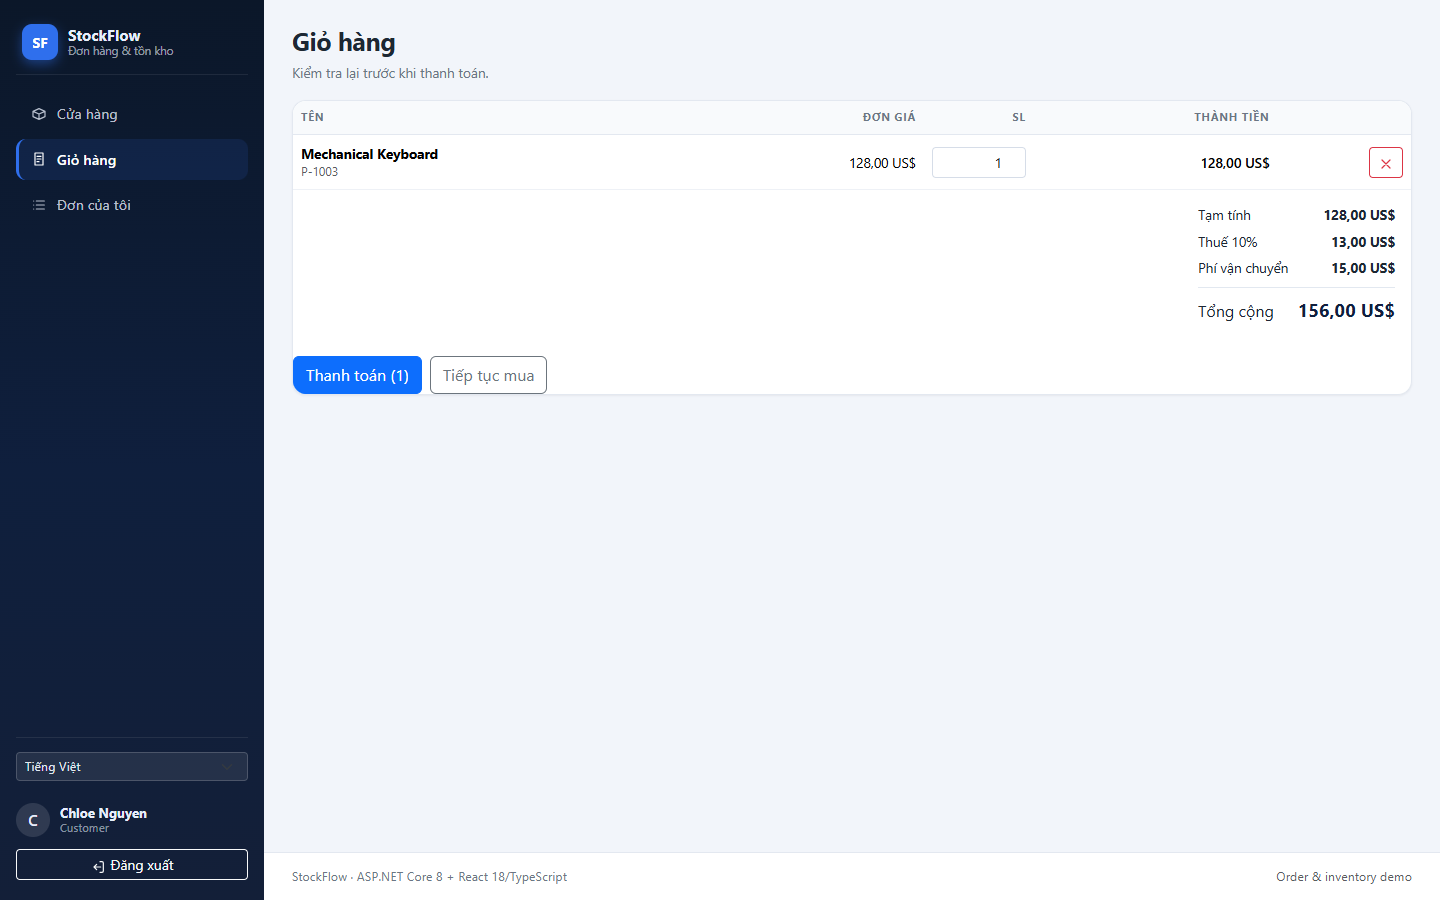 SF
StockFlow
Đơn hàng & tồn kho
Cửa hàng
Giỏ hàng
Đơn của tôi
Tiếng Việt
C
Chloe Nguyen
Customer
Đăng xuất
Giỏ hàng
Kiểm tra lại trước khi thanh toán.
TÊN ĐƠN GIÁ SL THÀNH TIỀN
Mechanical Keyboard
P-1003
128,00 US$ 1 128,00 US$
Tạm tính 128,00 US$
Thuế 10% 13,00 US$
Phí vận chuyển 15,00 US$
Tổng cộng 156,00 US$
Thanh toán (1) Tiếp tục mua
StockFlow · ASP.NET Core 8 + React 18/TypeScript
Order & inventory demo